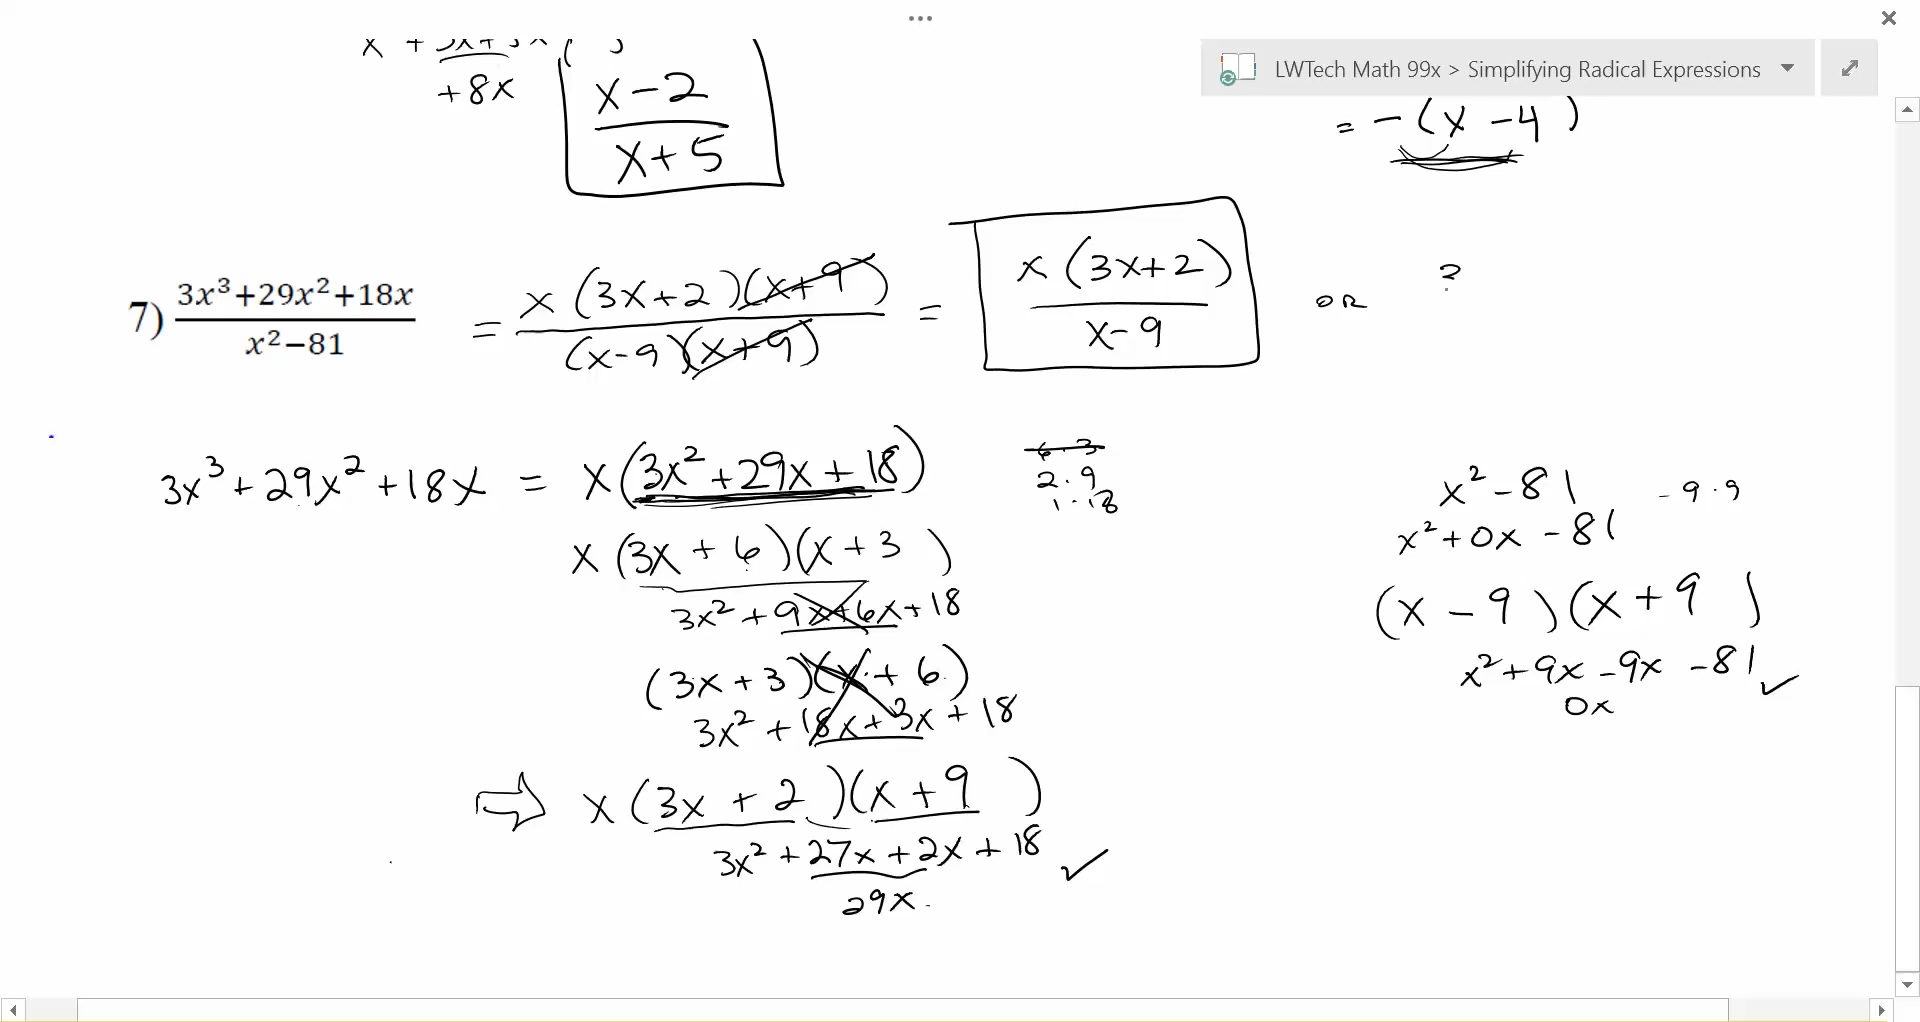 LWTech Math 99x > Simplifying Radical Expressions
+8x
x-2
x+5
= -(x-4)
7) 3x³+29x²+18x / x²-81 = x(3x+2)(x+9) / (x-9)(x+9) = x(3x+2) / x-9 OR ?
3x³+29x²+18x = x(3x²+29x+18)
6·3
2·9
1·18
x(3x+6)(x+3)
3x²+9x+6x+18
(3x+3)(x+6)
3x²+18x+3x+18
⇨ x(3x+2)(x+9)
3x²+27x+2x+18 ✓
29x
x²-81 -9·9
x²+0x-81
(x-9)(x+9)
x²+9x-9x-81 ✓
0x